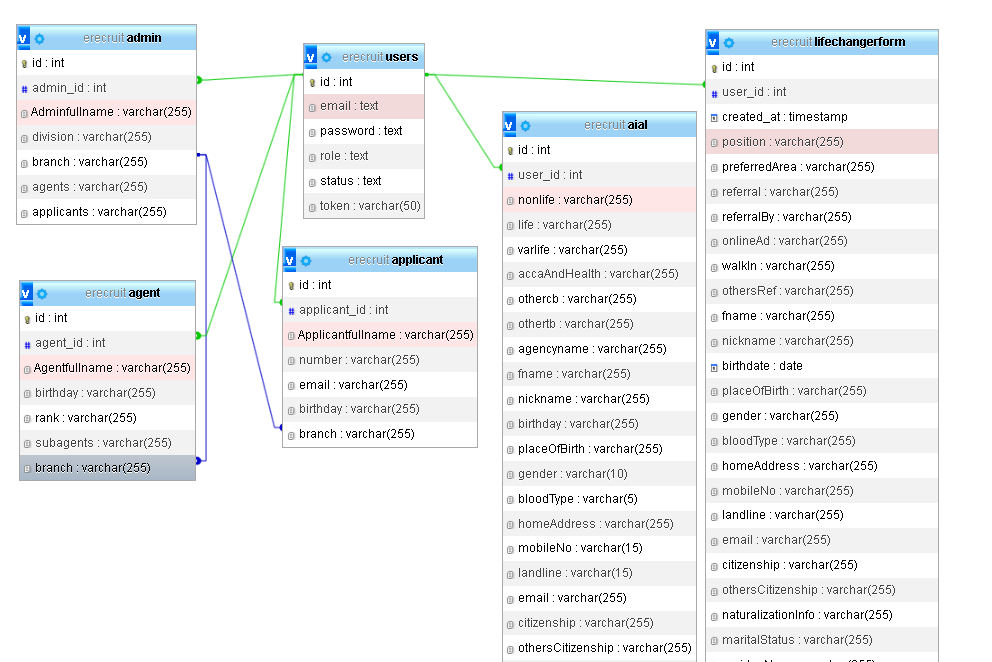 erecruit admin
id : int
admin_id : int
Adminfullname : varchar(255)
division : varchar(255)
branch : varchar(255)
agents : varchar(255)
applicants : varchar(255)
erecruit agent
id : int
agent_id : int
Agentfullname : varchar(255)
birthday : varchar(255)
rank : varchar(255)
subagents : varchar(255)
branch : varchar(255)
erecruit users
id : int
email : text
password : text
role : text
status : text
token : varchar(50)
erecruit applicant
id : int
applicant_id : int
Applicantfullname : varchar(255)
number : varchar(255)
email : varchar(255)
birthday : varchar(255)
branch : varchar(255)
erecruit aial
id : int
user_id : int
nonlife : varchar(255)
life : varchar(255)
varlife : varchar(255)
accaAndHealth : varchar(255)
othercb : varchar(255)
othertb : varchar(255)
agencyname : varchar(255)
fname : varchar(255)
nickname : varchar(255)
birthday : varchar(255)
placeOfBirth : varchar(255)
gender : varchar(10)
bloodType : varchar(5)
homeAddress : varchar(255)
mobileNo : varchar(15)
landline : varchar(15)
email : varchar(255)
citizenship : varchar(255)
othersCitizenship : varchar(255)
erecruit lifechangerform
id : int
user_id : int
created_at : timestamp
position : varchar(255)
preferredArea : varchar(255)
referral : varchar(255)
referralBy : varchar(255)
onlineAd : varchar(255)
walkIn : varchar(255)
othersRef : varchar(255)
fname : varchar(255)
nickname : varchar(255)
birthdate : date
placeOfBirth : varchar(255)
gender : varchar(255)
bloodType : varchar(255)
homeAddress : varchar(255)
mobileNo : varchar(255)
landline : varchar(255)
email : varchar(255)
citizenship : varchar(255)
othersCitizenship : varchar(255)
naturalizationInfo : varchar(255)
maritalStatus : varchar(255)